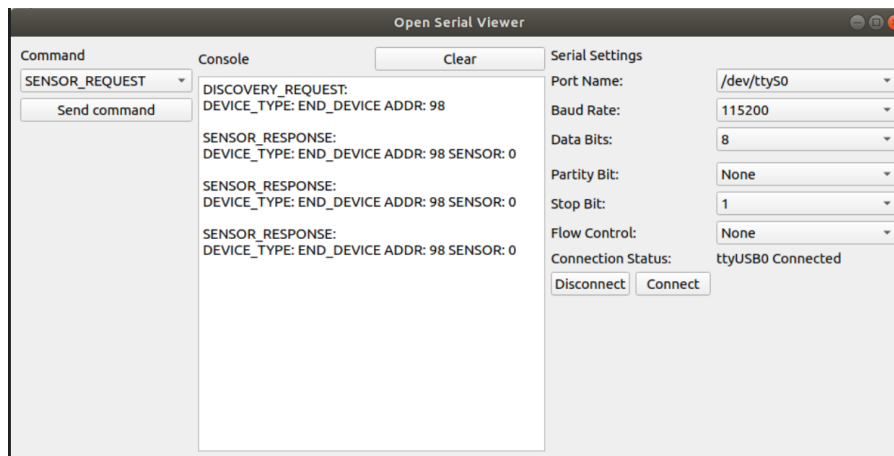 Open Serial Viewer
Command
SENSOR_REQUEST
Send command
Console
Clear
DISCOVERY_REQUEST:
DEVICE_TYPE: END_DEVICE ADDR: 98
SENSOR_RESPONSE:
DEVICE_TYPE: END_DEVICE ADDR: 98 SENSOR: 0
SENSOR_RESPONSE:
DEVICE_TYPE: END_DEVICE ADDR: 98 SENSOR: 0
SENSOR_RESPONSE:
DEVICE_TYPE: END_DEVICE ADDR: 98 SENSOR: 0
Serial Settings
Port Name: /dev/ttyS0
Baud Rate: 115200
Data Bits: 8
Partity Bit: None
Stop Bit: 1
Flow Control: None
Connection Status: ttyUSB0 Connected
Disconnect Connect